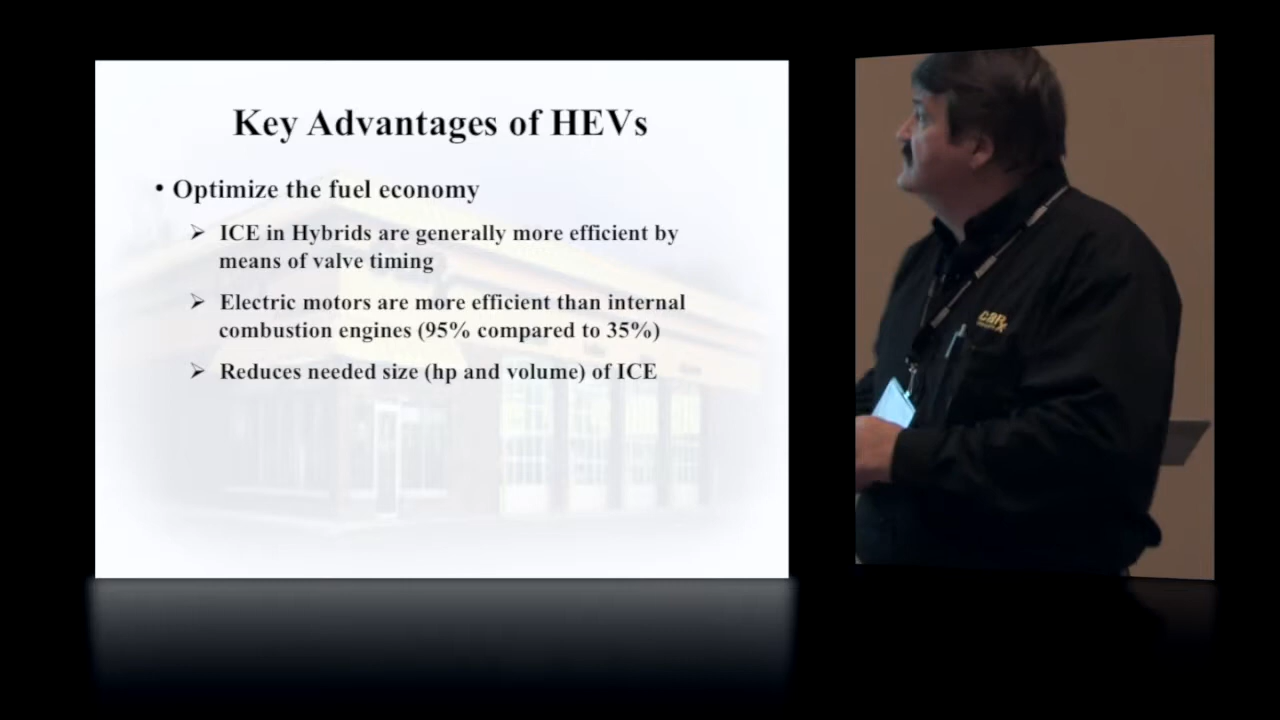 Key Advantages of HEVs
• Optimize the fuel economy
➢ ICE in Hybrids are generally more efficient by
means of valve timing
➢ Electric motors are more efficient than internal
combustion engines (95% compared to 35%)
➢ Reduces needed size (hp and volume) of ICE